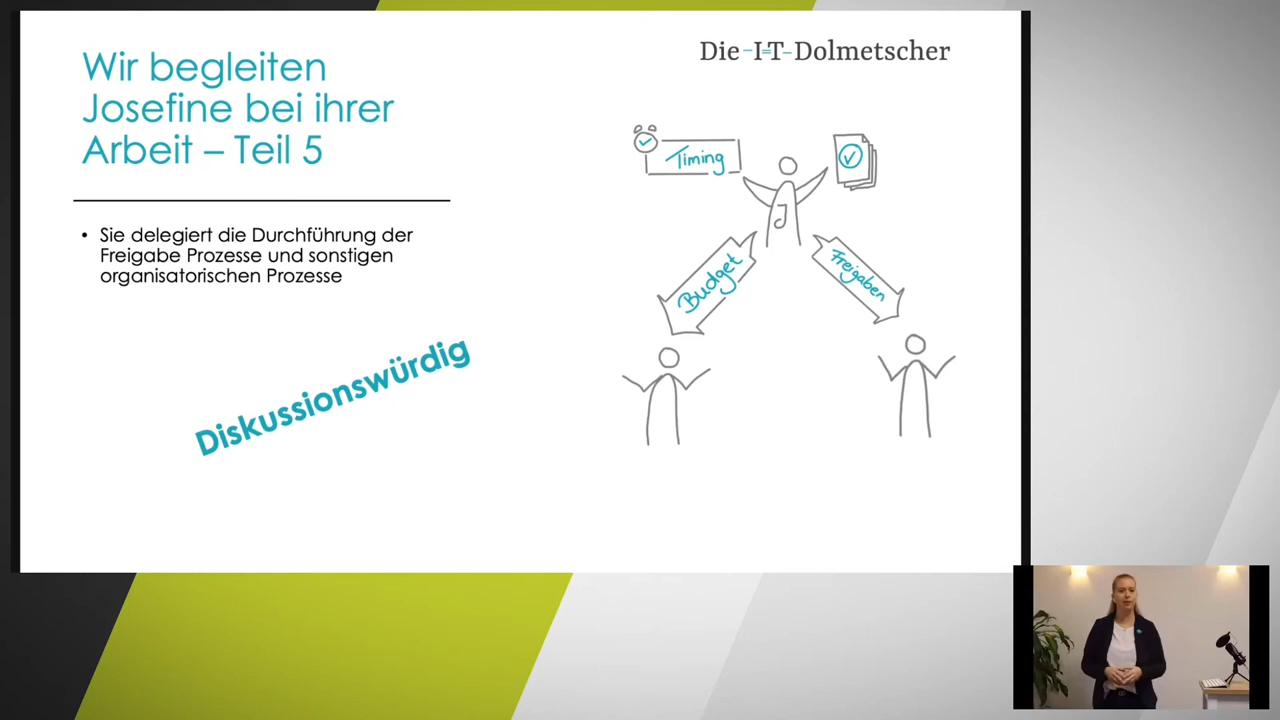 Wir begleiten
Josefine bei ihrer
Arbeit – Teil 5
• Sie delegiert die Durchführung der
Freigabe Prozesse und sonstigen
organisatorischen Prozesse
Diskussionswürdig
Die-I=T-Dolmetscher
Timing
J
Budget
Freigaben